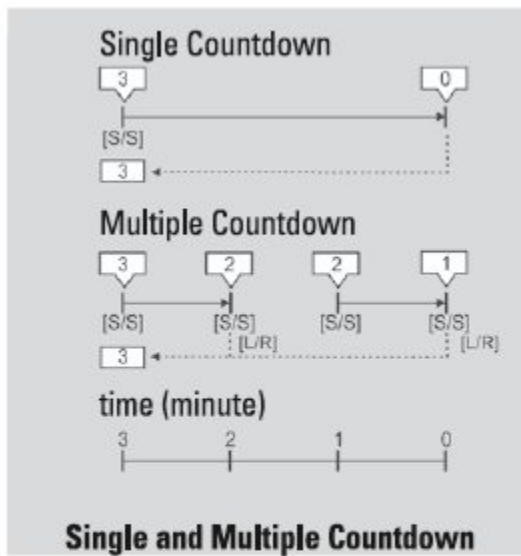 Single Countdown
3 0
[S/S]
3
Multiple Countdown
3 2 2 1
[S/S] [S/S] [S/S] [S/S]
[L/R] [L/R]
3
time (minute)
3 2 1 0
Single and Multiple Countdown